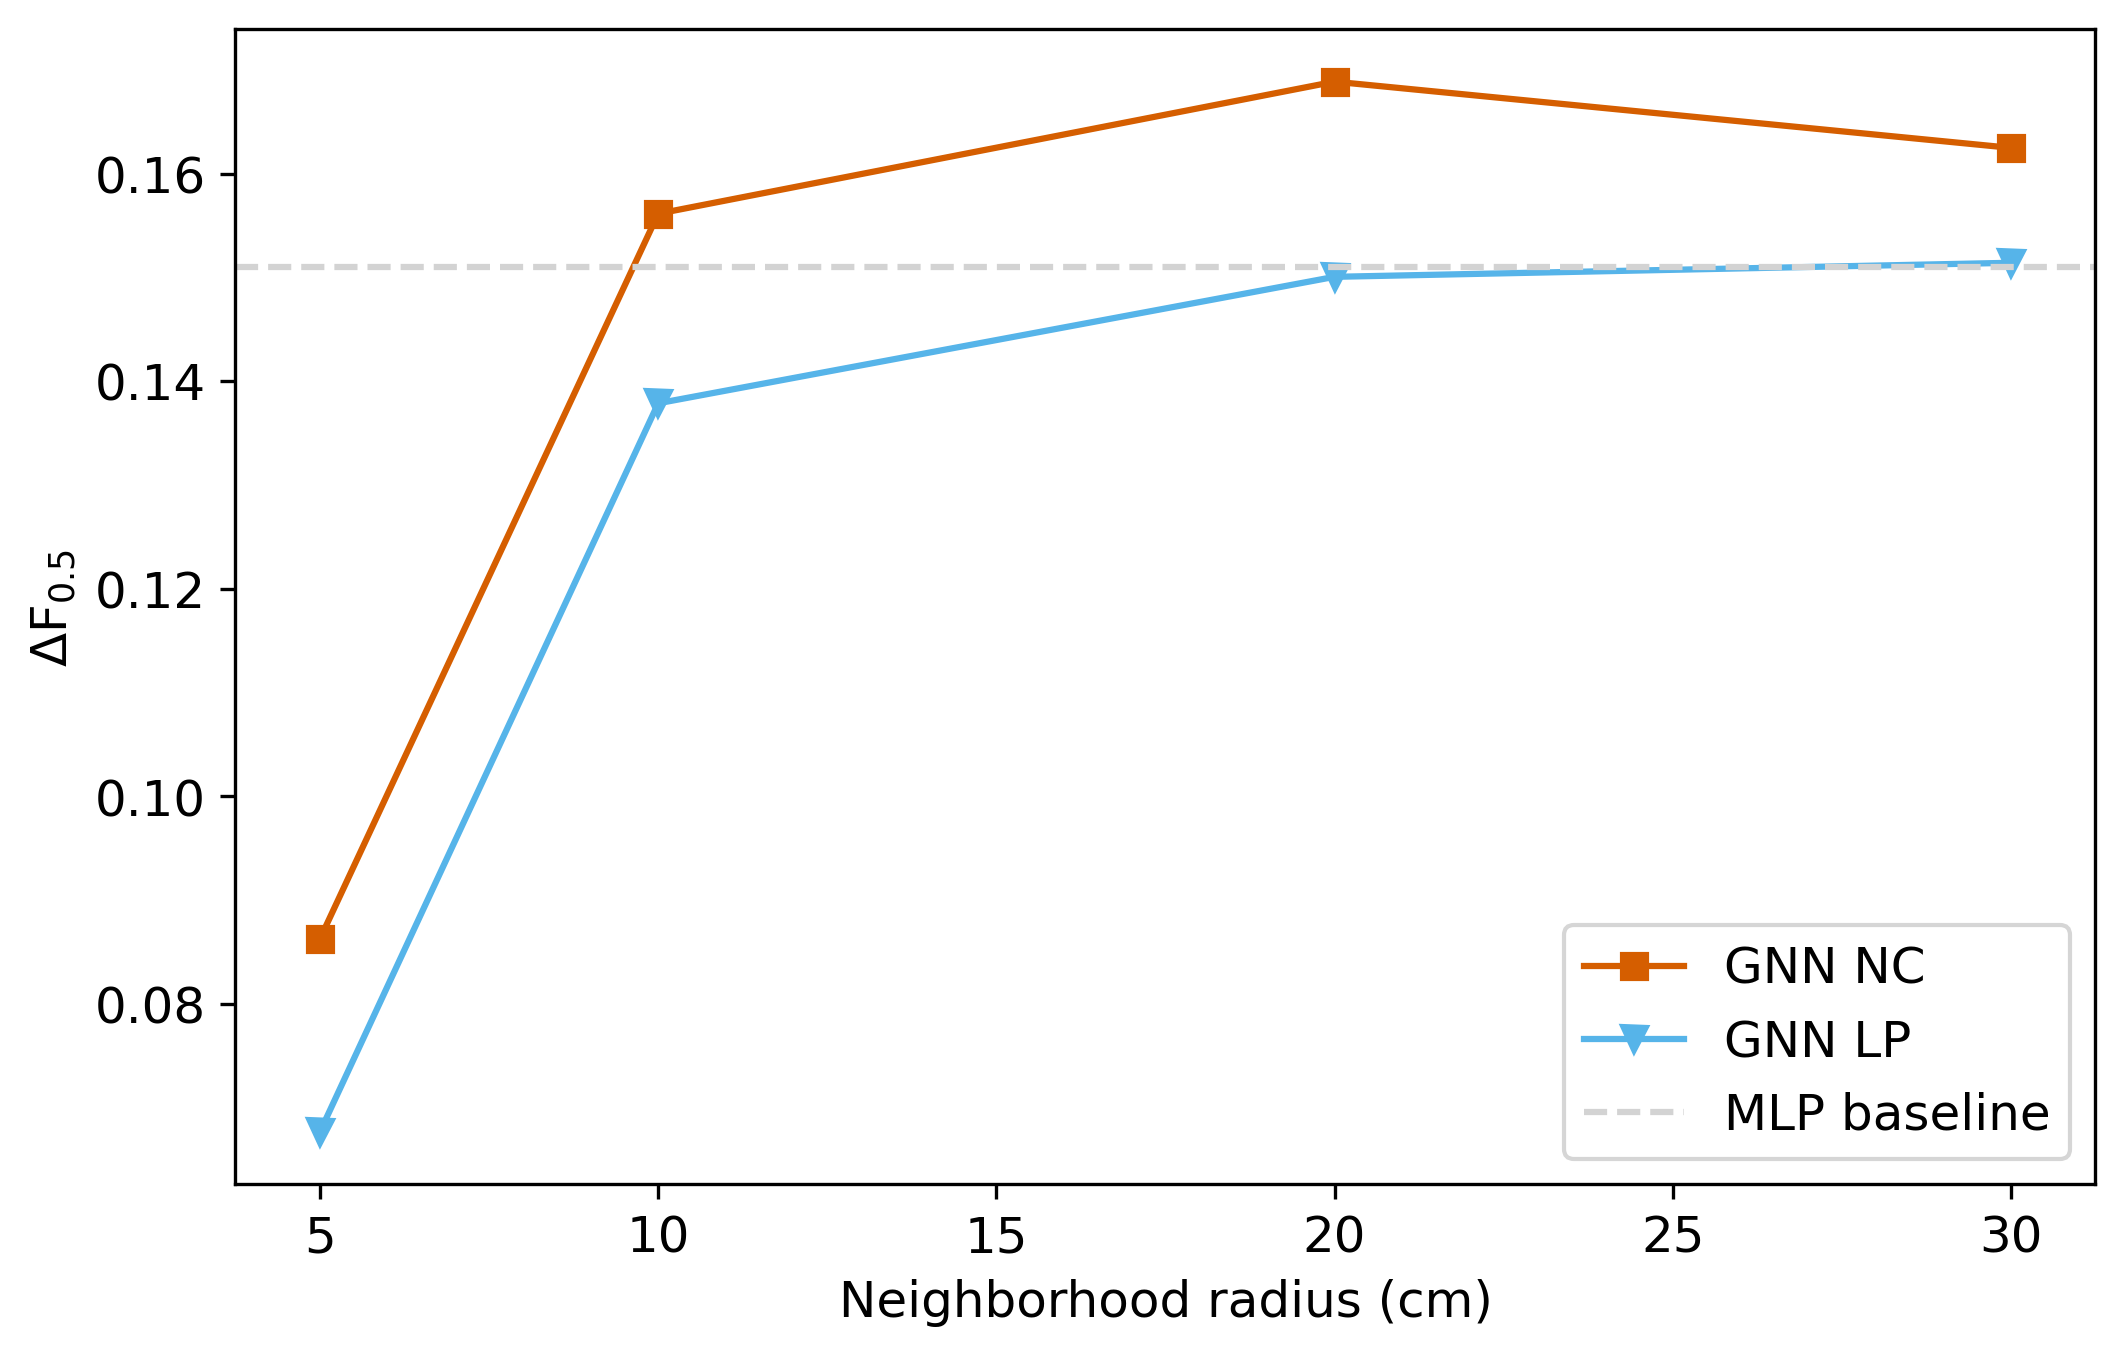 0.16
0.14
0.12
0.10
0.08
ΔF0.5
5 10 15 20 25 30
Neighborhood radius (cm)
GNN NC
GNN LP
MLP baseline